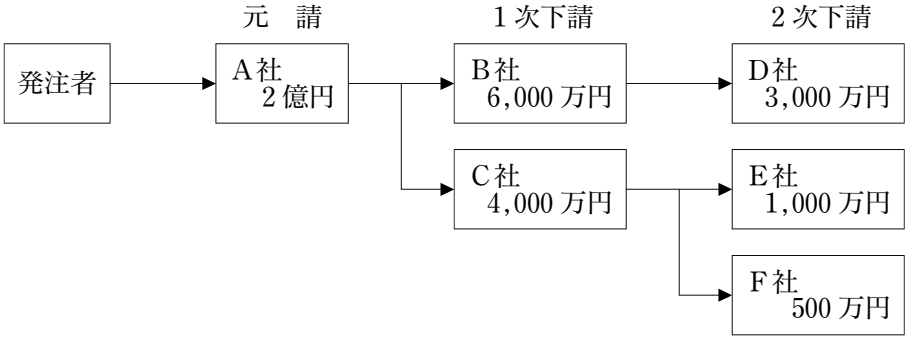 元　請
1次下請
2次下請
発注者
A社
2億円
B社
6,000万円
D社
3,000万円
C社
4,000万円
E社
1,000万円
F社
500万円